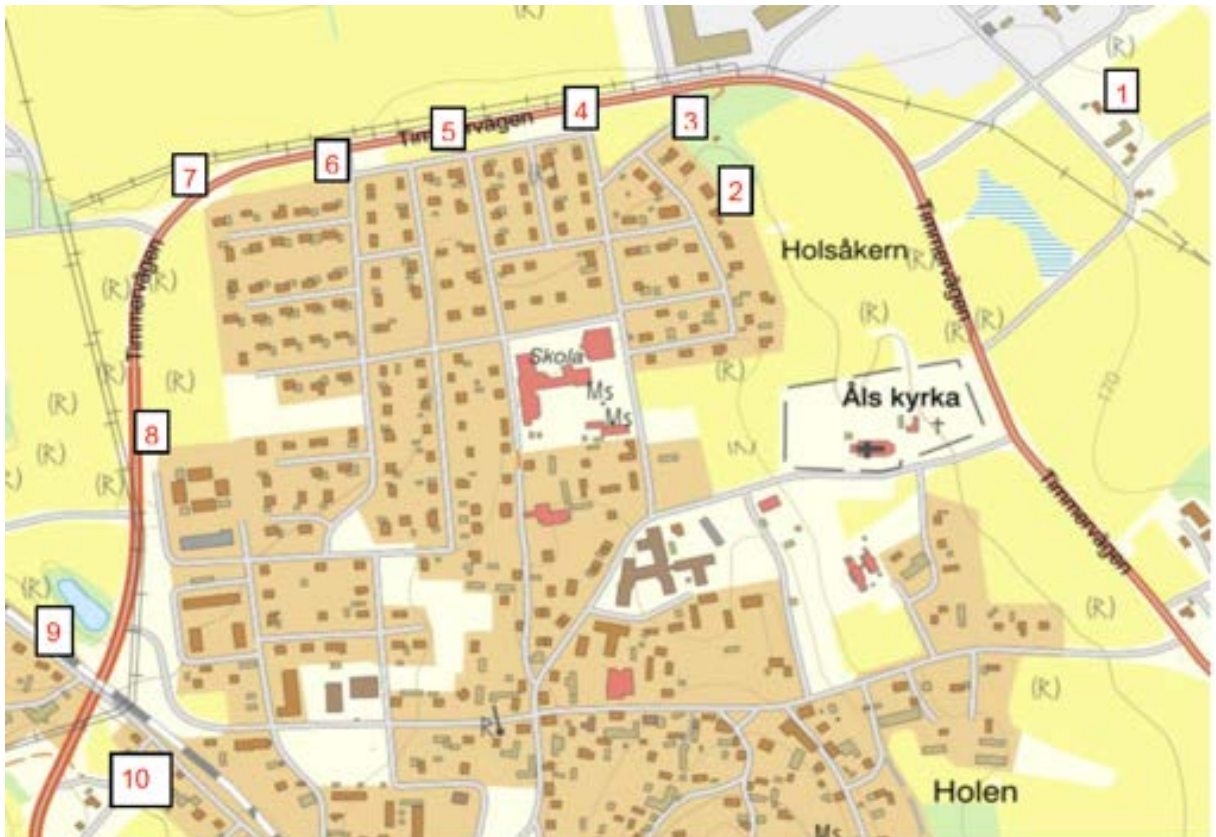 (R)
(R)
1
4
3
5
Timmervägen
6
7
2
Holsåkern
(R)
Timmervägen
(R)
(R)
(R)
(R)
(R)
Timmervägen
Skola
(R)
(R)
(R)
Ms
Åls kyrka
170
(R)
Ms
8
(R)
(R)
(R)
Timmervägen
(R)
(R)
9
(R)
R
10
Holen
Ms